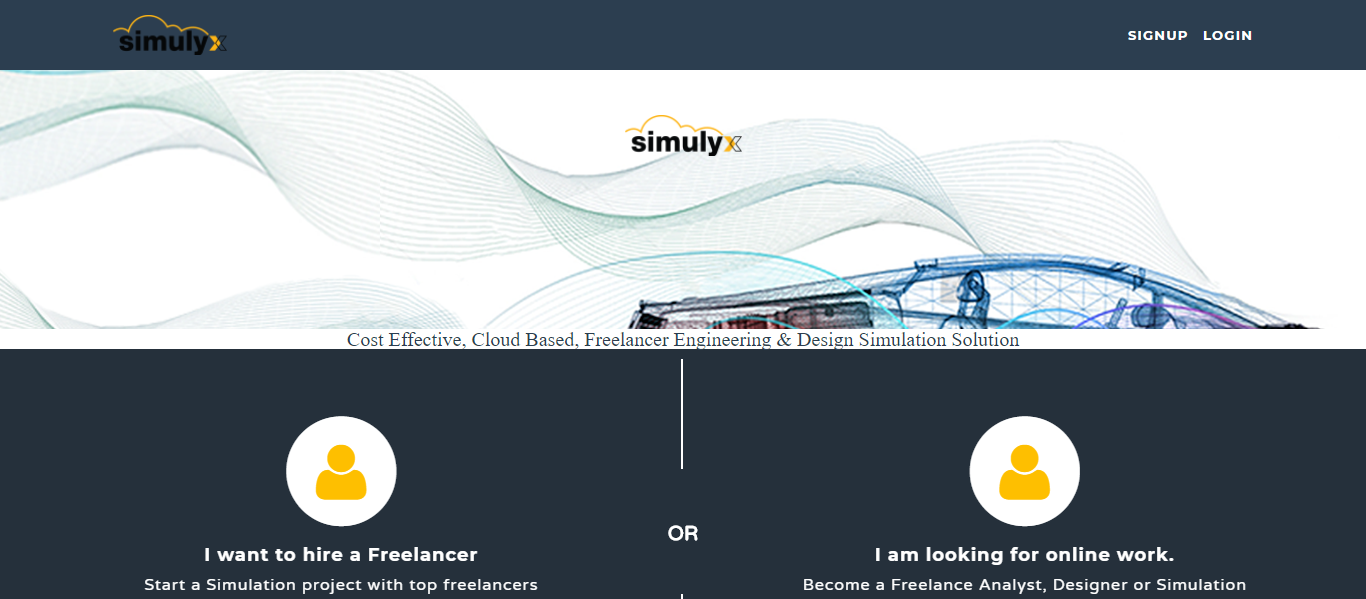 simulyx
SIGNUP LOGIN
simulyx
Cost Effective, Cloud Based, Freelancer Engineering & Design Simulation Solution
OR
I want to hire a Freelancer
Start a Simulation project with top freelancers
I am looking for online work.
Become a Freelance Analyst, Designer or Simulation